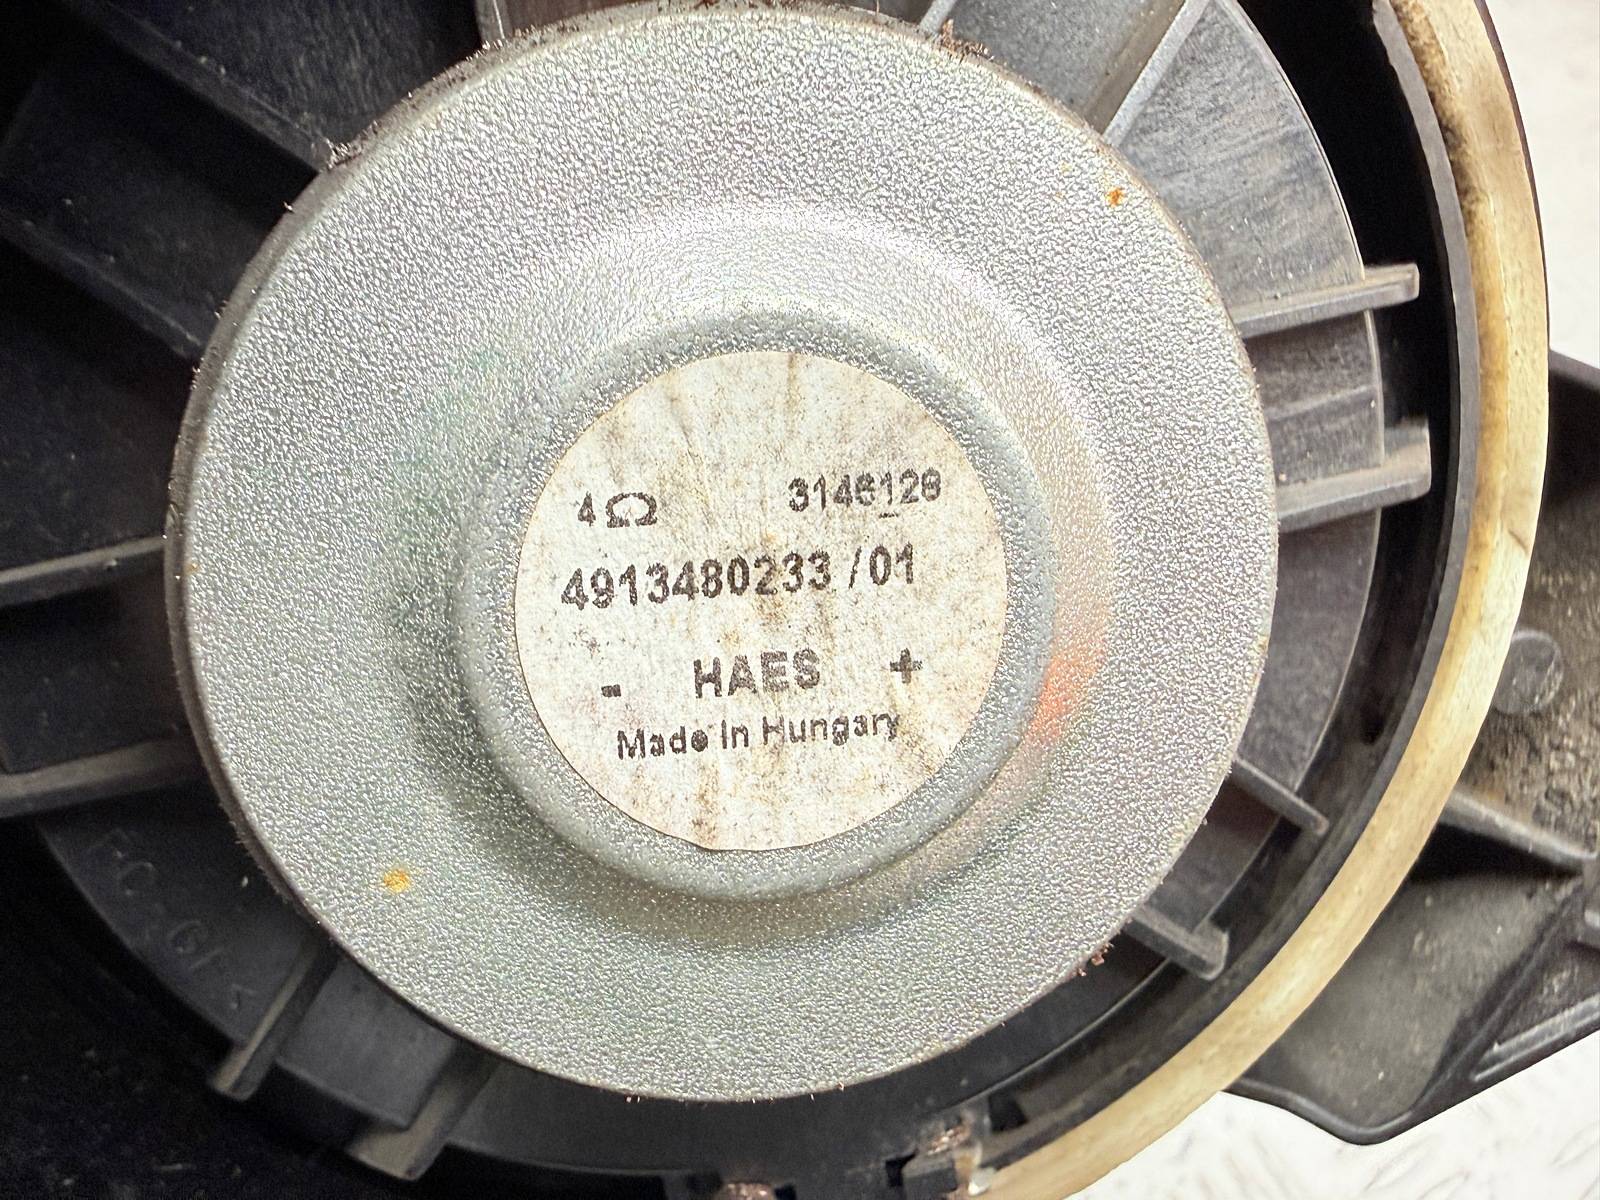 4Ω 3146128
4913480233 /01
- HAES +
Made In Hungary